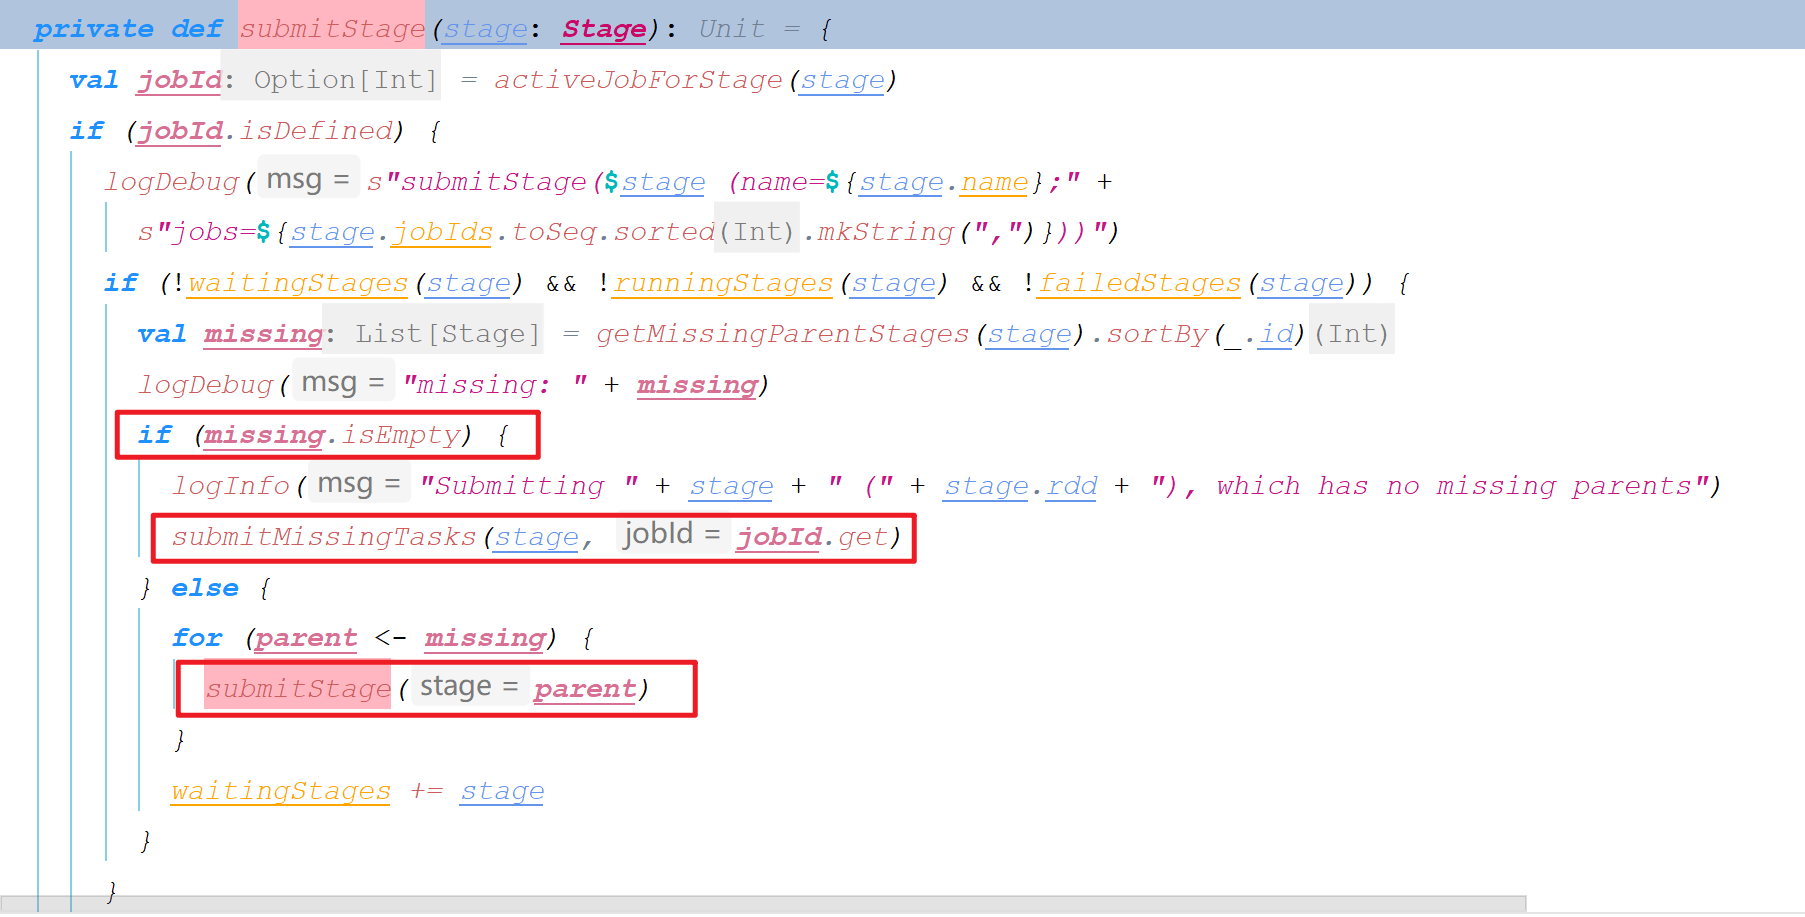 private def submitStage(stage: Stage): Unit = {
val jobId: Option[Int] = activeJobForStage(stage)
if (jobId.isDefined) {
logDebug( msg = s"submitStage($stage (name=${stage.name};" +
s"jobs=${stage.jobIds.toSeq.sorted(Int).mkString(",")}))")
if (!waitingStages(stage) && !runningStages(stage) && !failedStages(stage)) {
val missing: List[Stage] = getMissingParentStages(stage).sortBy(_.id)(Int)
logDebug( msg = "missing: " + missing)
if (missing.isEmpty) {
logInfo( msg = "Submitting " + stage + " (" + stage.rdd + "), which has no missing parents")
submitMissingTasks(stage, jobId = jobId.get)
} else {
for (parent <- missing) {
submitStage( stage = parent)
}
waitingStages += stage
}
}